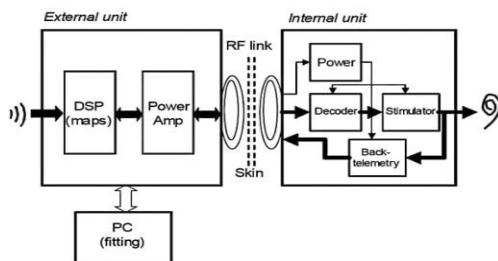 External unit
Internal unit
RF link
DSP
(maps)
Power
Amp
Power
Decoder
Stimulator
Back-
telemetry
Skin
PC
(fitting)